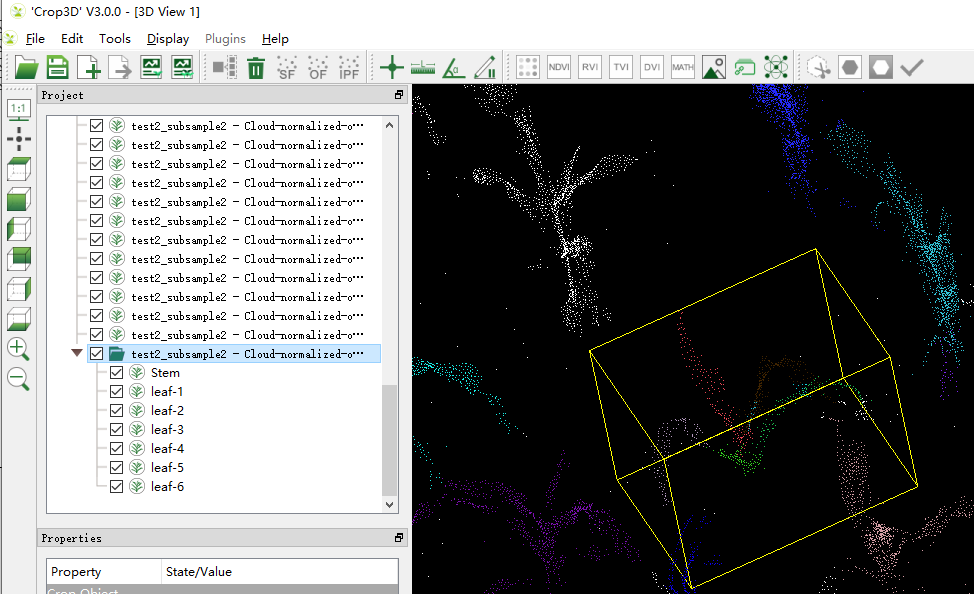 'Crop3D' V3.0.0 - [3D View 1]
File Edit Tools Display Plugins Help
SF OF IPF NDVI RVI TVI DVI MATH
Project
1:1
test2_subsample2 - Cloud-normalized-o…
test2_subsample2 - Cloud-normalized-o…
test2_subsample2 - Cloud-normalized-o…
test2_subsample2 - Cloud-normalized-o…
test2_subsample2 - Cloud-normalized-o…
test2_subsample2 - Cloud-normalized-o…
test2_subsample2 - Cloud-normalized-o…
test2_subsample2 - Cloud-normalized-o…
test2_subsample2 - Cloud-normalized-o…
test2_subsample2 - Cloud-normalized-o…
test2_subsample2 - Cloud-normalized-o…
test2_subsample2 - Cloud-normalized-o…
test2_subsample2 - Cloud-normalized-o…
Stem
leaf-1
leaf-2
leaf-3
leaf-4
leaf-5
leaf-6
Properties
Property State/Value
Crop Object